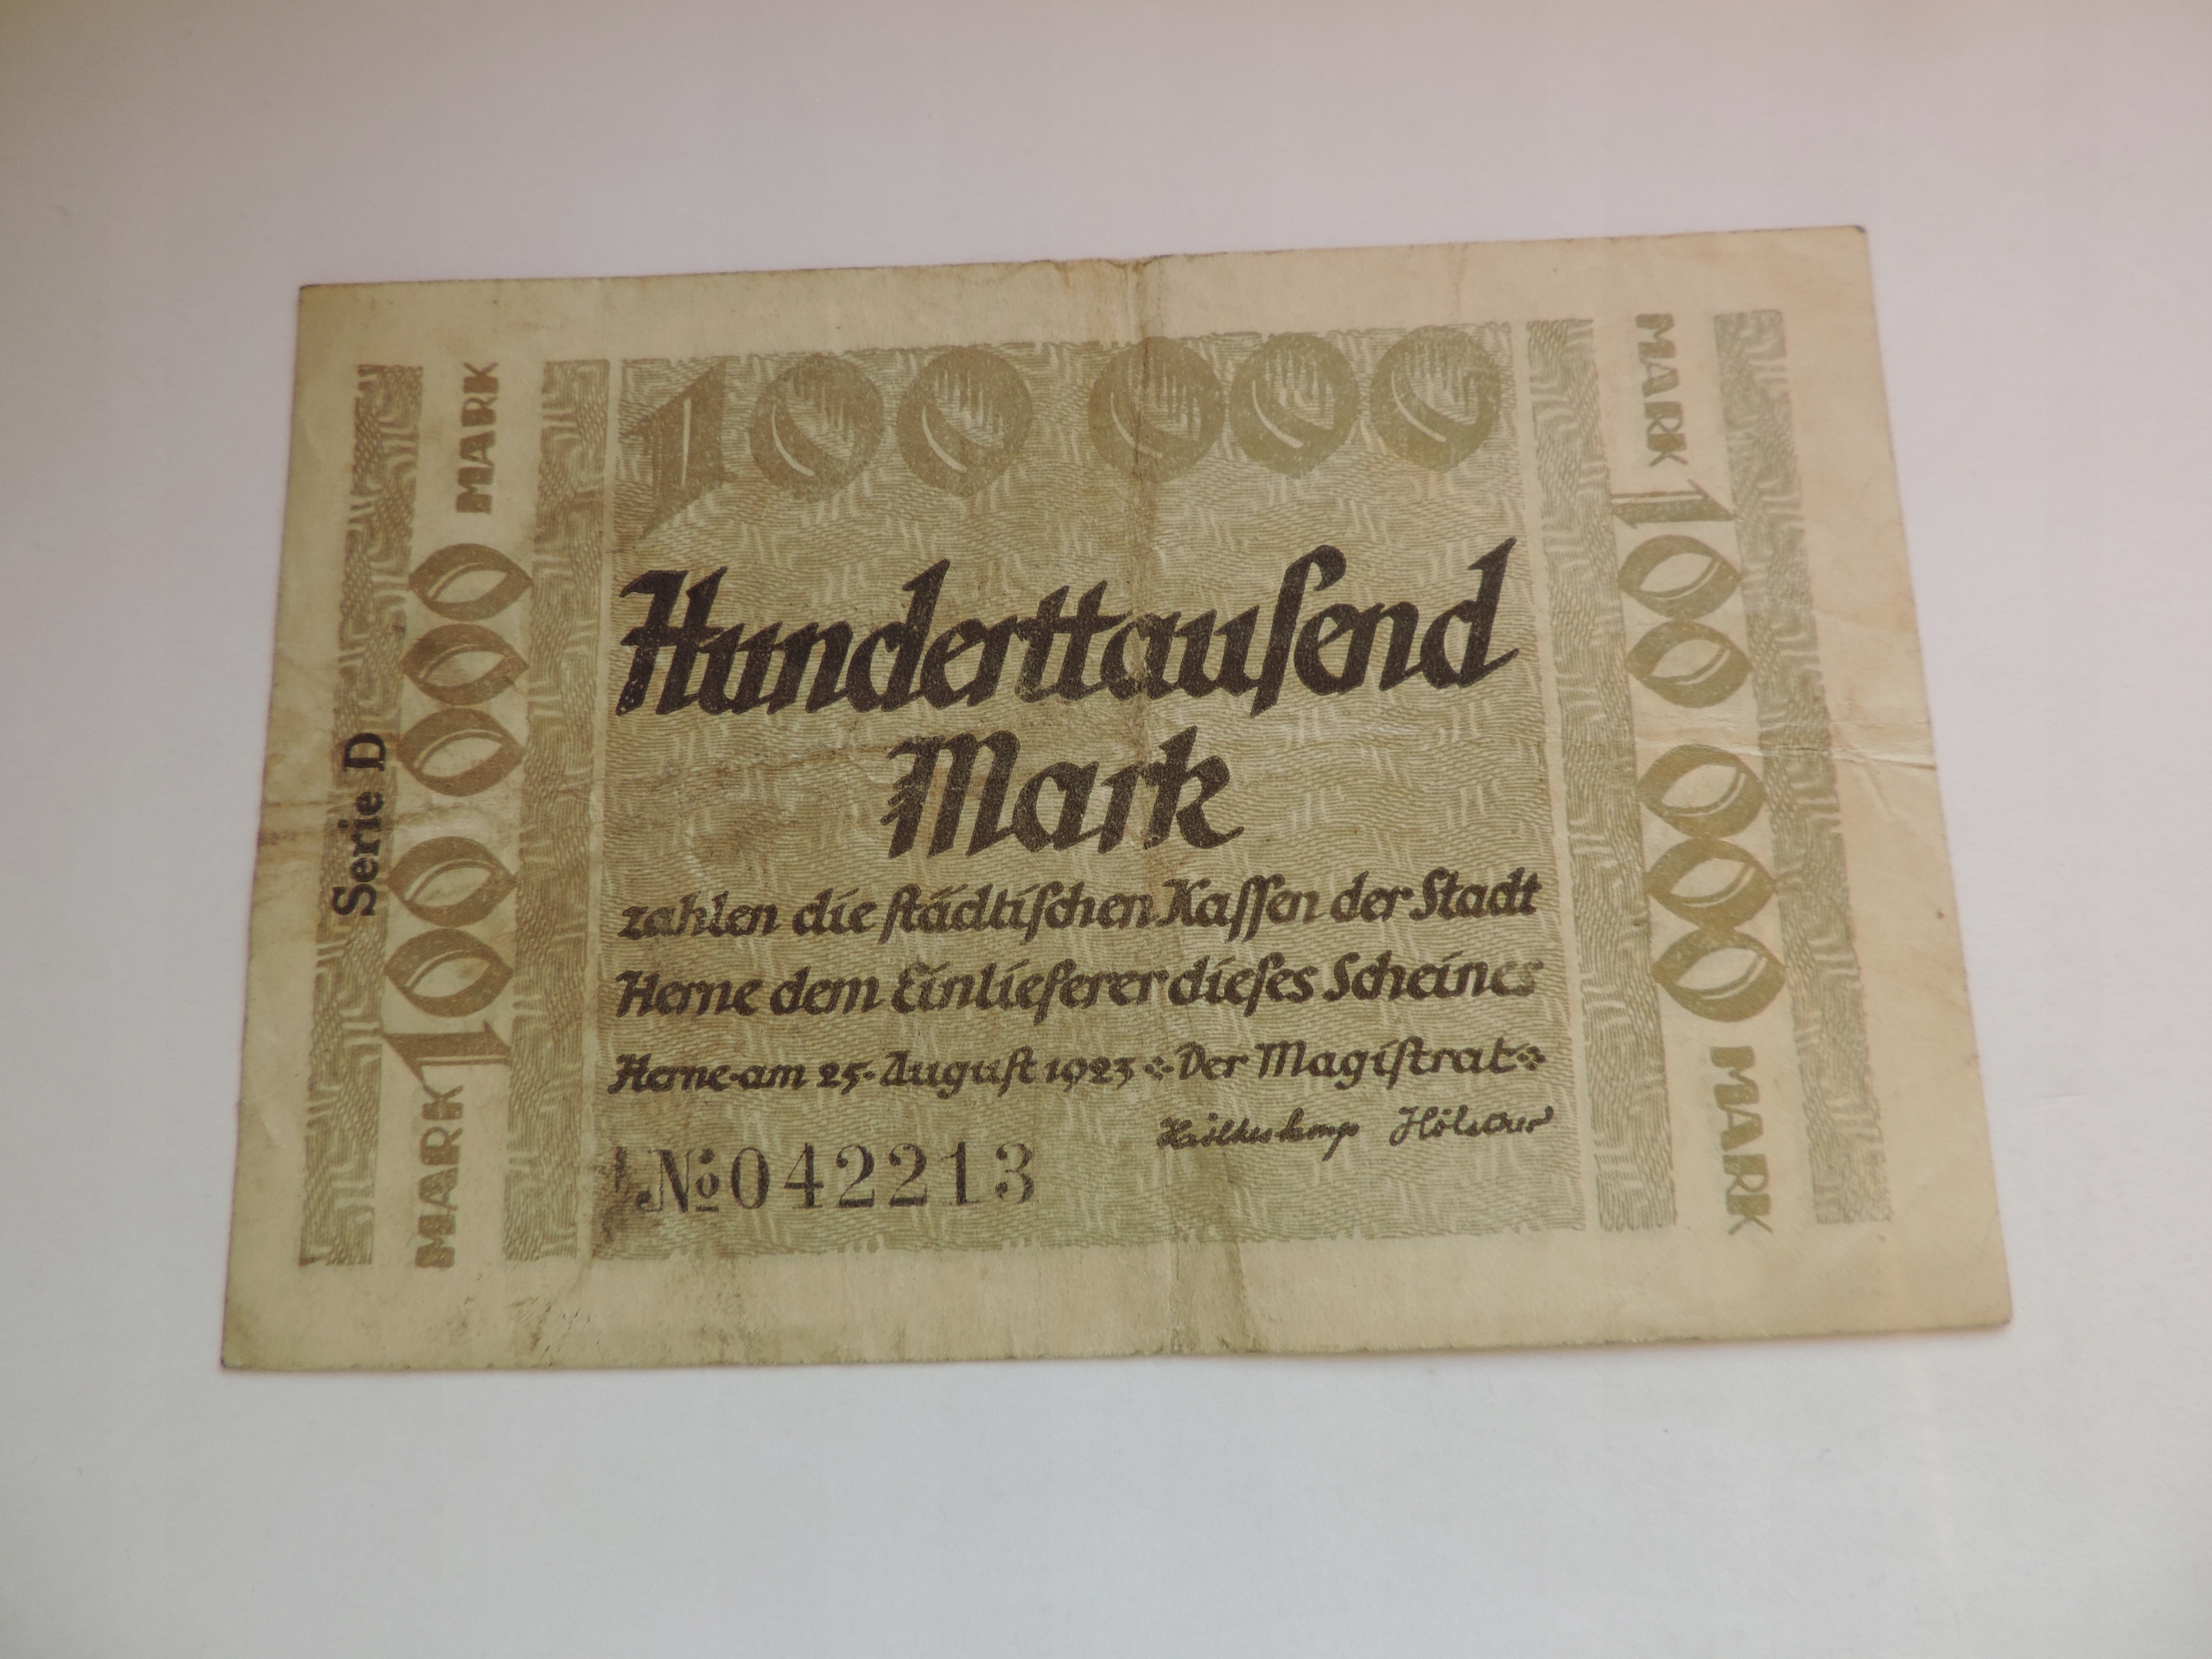 Serie D
MARK 100 000 MARK
100 000
Hunderttauſend
Mark
zahlen die ſtädtiſchen Kaſſen der Stadt
Herne dem Einlieferer dieſes Scheines
Herne·am 25·Auguſt 1923 Der Magiſtrat
Hölscher
№ 042213
MARK 100 000 MARK